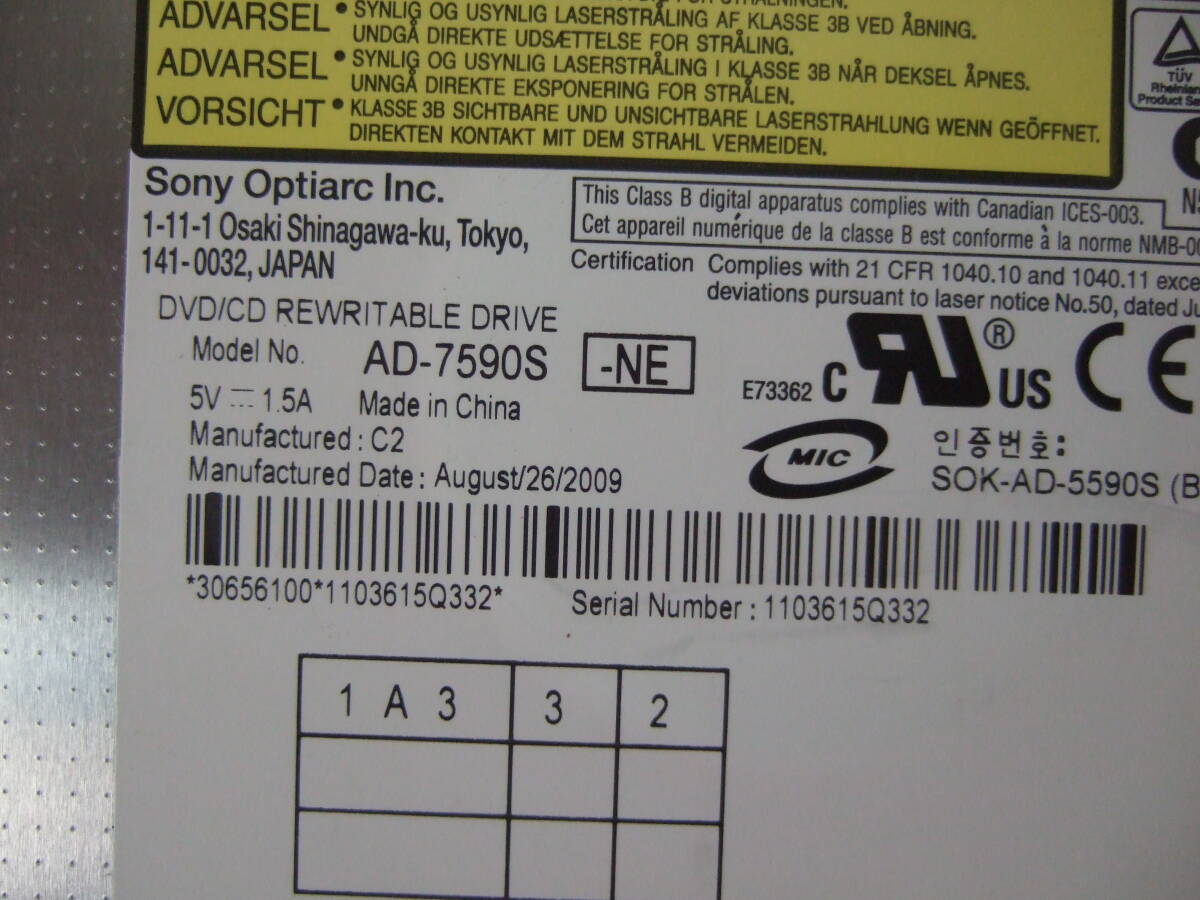 STRÅLNINGEN.
ADVARSEL • SYNLIG OG USYNLIG LASERSTRÅLING AF KLASSE 3B VED ÅBNING.
UNDGÅ DIREKTE UDSÆTTELSE FOR STRÅLING.
ADVARSEL • SYNLIG OG USYNLIG LASERSTRÅLING I KLASSE 3B NÅR DEKSEL ÅPNES.
UNNGÅ DIREKTE EKSPONERING FOR STRÅLEN.
VORSICHT • KLASSE 3B SICHTBARE UND UNSICHTBARE LASERSTRAHLUNG WENN GEÖFFNET.
DIREKTEN KONTAKT MIT DEM STRAHL VERMEIDEN.
TÜV
Product
Sony Optiarc Inc.
1-11-1 Osaki Shinagawa-ku, Tokyo,
141-0032, JAPAN
This Class B digital apparatus complies with Canadian ICES-003.
Cet appareil numérique de la classe B est conforme à la norme
Certification Complies with 21 CFR 1040.10 and 1040.11
deviations pursuant to laser notice No.50, dated
DVD/CD REWRITABLE DRIVE
Model No. AD-7590S -NE
5V ⎓ 1.5A Made in China
Manufactured : C2
Manufactured Date : August/26/2009
E73362 C RU ® US CE
MIC
인증번호:
SOK-AD-5590S (B
*30656100*1103615Q332* Serial Number : 1103615Q332
1 A 3 3 2